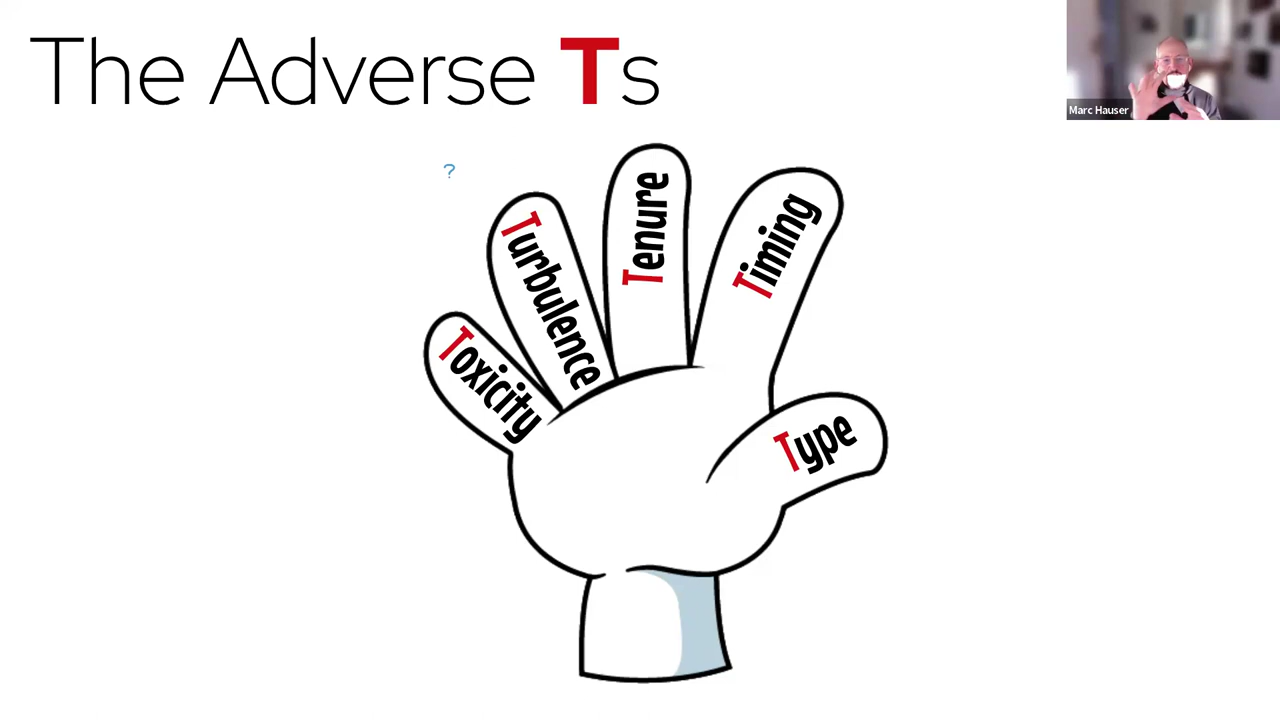 The Adverse Ts
Marc Hauser
?
Toxicity
Turbulence
Tenure
Timing
Type